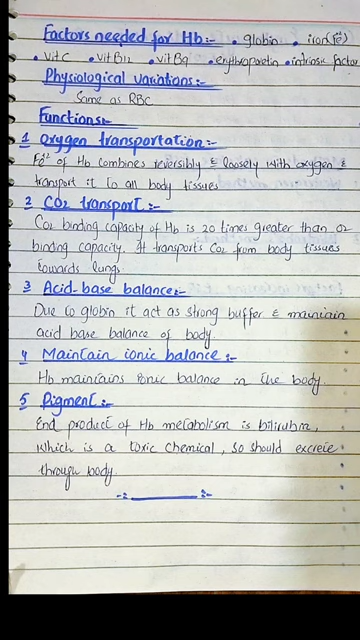 Factors needed for Hb:- • globin • iron(Fe²)
• vit C • vit B12 • vit B9 • erythropoietin • intrinsic factor
Physiological variations:-
Same as RBC
Functions:-
1 Oxygen transportation:-
Fe⁺² of Hb combines reversibly & loosely with oxygen &
transport it to all body tissues
2 CO2 transport:-
CO2 binding capacity of Hb is 20 times greater than O2
binding capacity. It transports CO2 from body tissues
towards lungs
3 Acid-base balance:-
Due to globin it act as strong buffer & maintain
acid base balance of body
4 Maintain ionic balance:-
Hb maintains ionic balance in the body.
5 Pigment:-
End product of Hb metabolism is bilirubin,
which is a toxic chemical, so should excrete
through body.